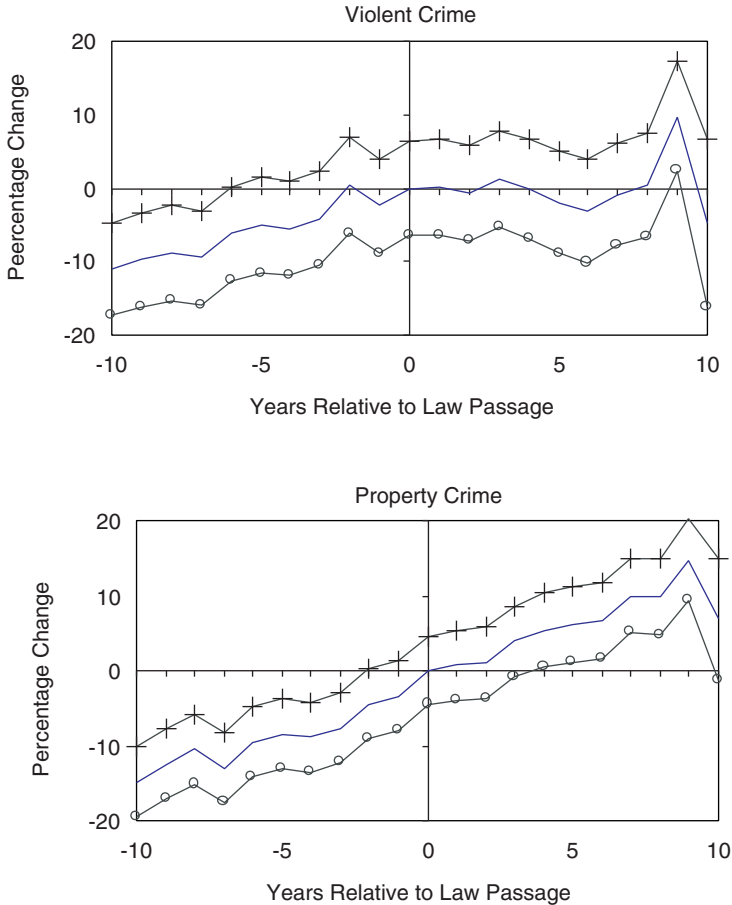 Violent Crime
Peercentage Change
20
10
0
-10
-20
-10 -5 0 5 10
Years Relative to Law Passage
Property Crime
Percentage Change
20
10
0
-10
-20
-10 -5 0 5 10
Years Relative to Law Passage